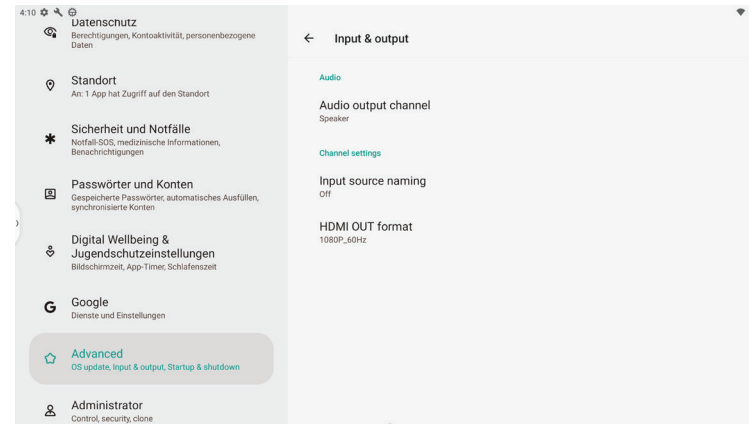 4:10
Datenschutz
Berechtigungen, Kontoaktivität, personenbezogene
Daten
Standort
An: 1 App hat Zugriff auf den Standort
Sicherheit und Notfälle
Notfall-SOS, medizinische Informationen,
Benachrichtigungen
Passwörter und Konten
Gespeicherte Passwörter, automatisches Ausfüllen,
synchronisierte Konten
Digital Wellbeing &
Jugendschutzeinstellungen
Bildschirmzeit, App-Timer, Schlafenszeit
Google
Dienste und Einstellungen
Advanced
OS update, Input & output, Startup & shutdown
Administrator
Control, security, clone
Input & output
Audio
Audio output channel
Speaker
Channel settings
Input source naming
Off
HDMI OUT format
1080P_60Hz